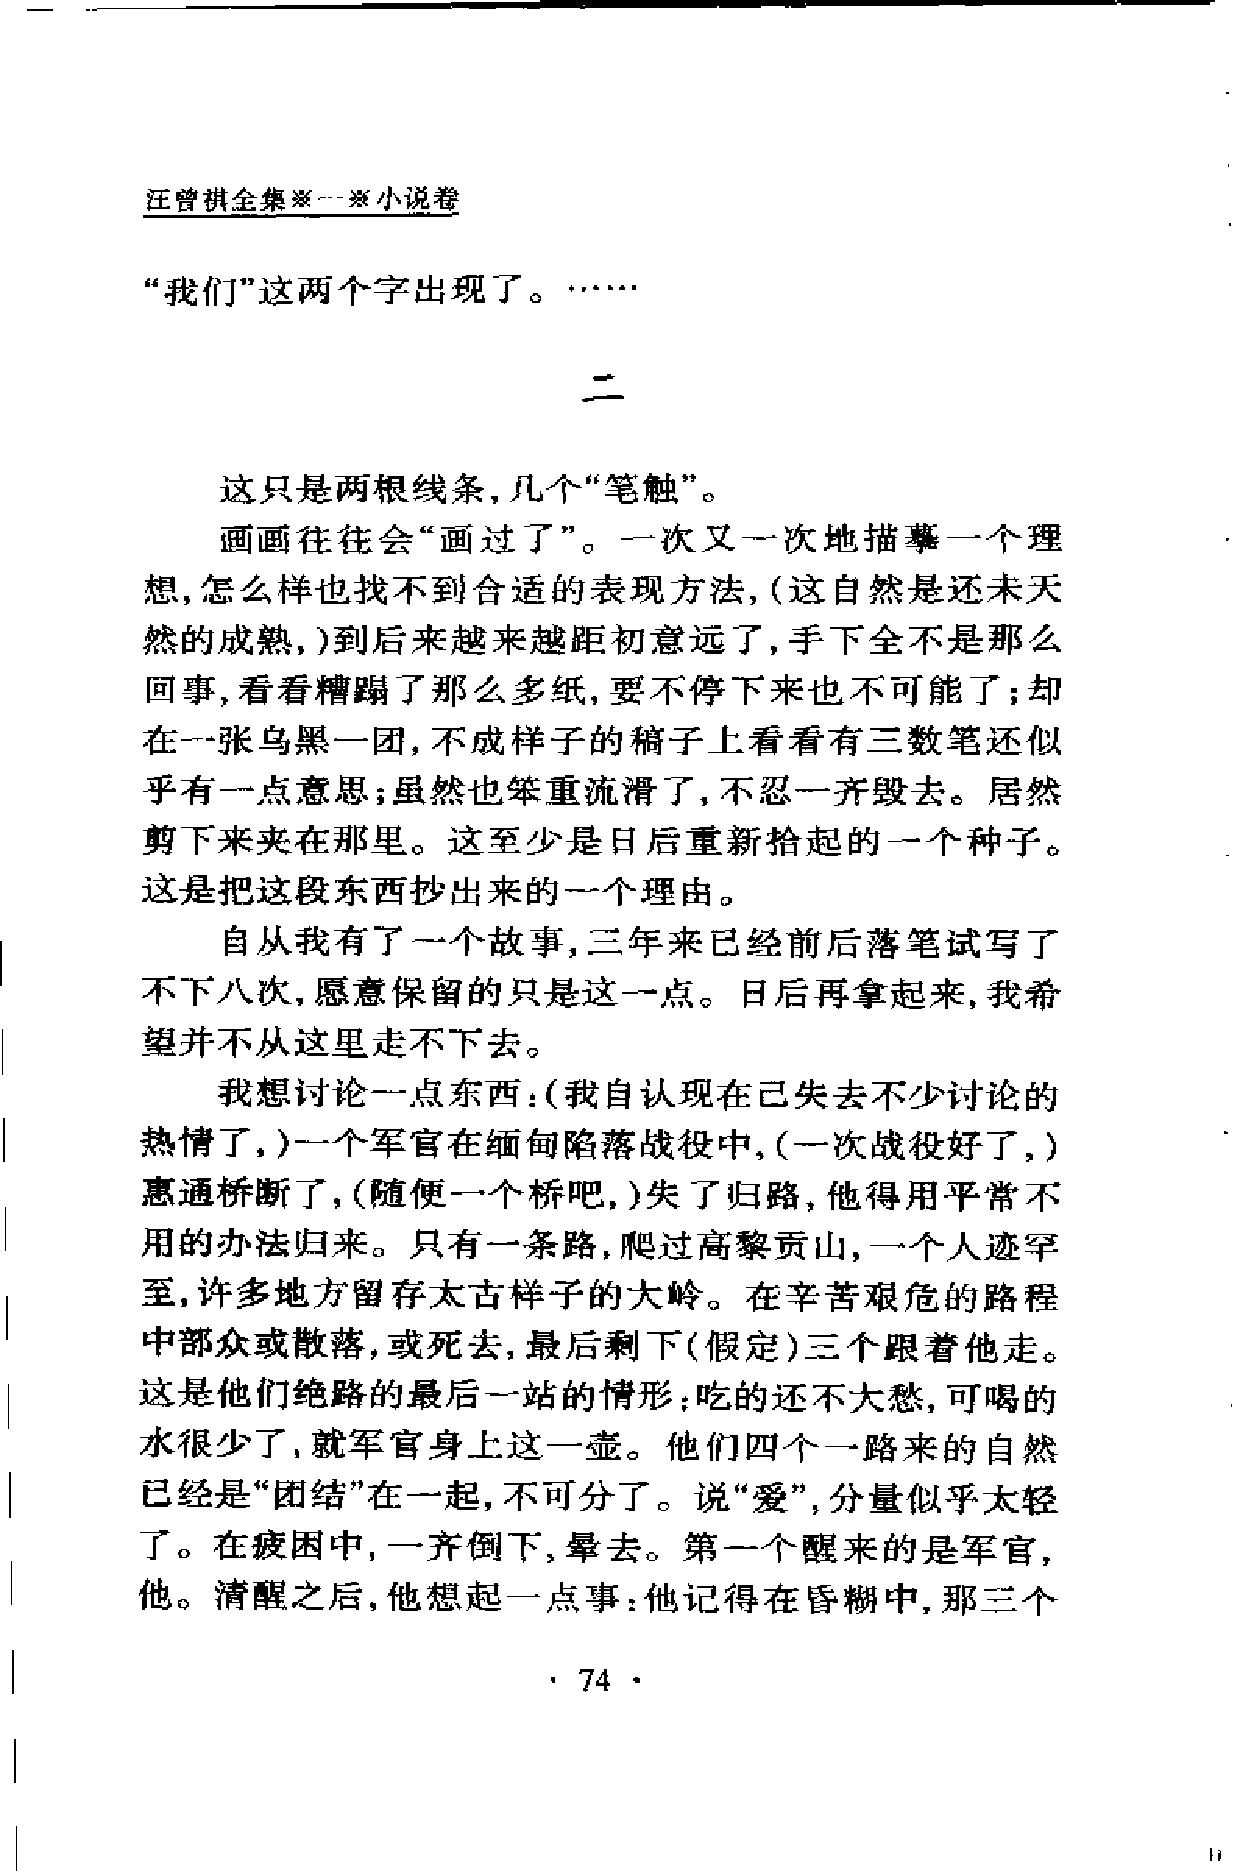 汪曾祺全集※一※小说卷
“我们”这两个字出现了。……
二
这只是两根线条,几个“笔触”。
画画往往会“画过了”。一次又一次地描摹一个理
想,怎么样也找不到合适的表现方法,(这自然是还未天
然的成熟,)到后来越来越距初意远了,手下全不是那么
回事,看看糟蹋了那么多纸,要不停下来也不可能了;却
在一张乌黑一团,不成样子的稿子上看看有三数笔还似
乎有一点意思;虽然也笨重流滑了,不忍一齐毁去。居然
剪下来夹在那里。这至少是日后重新拾起的一个种子。
这是把这段东西抄出来的一个理由。
自从我有了一个故事,三年来已经前后落笔试写了
不下八次,愿意保留的只是这一点。日后再拿起来,我希
望并不从这里走不下去。
我想讨论一点东西:(我自认现在已失去不少讨论的
热情了,)一个军官在缅甸陷落战役中,(一次战役好了,)
惠通桥断了,(随便一个桥吧,)失了归路,他得用平常不
用的办法归来。只有一条路,爬过高黎贡山,一个人迹罕
至,许多地方留存太古样子的大岭。在辛苦艰危的路程
中部众或散落,或死去,最后剩下(假定)三个跟着他走。
这是他们绝路的最后一站的情形:吃的还不大愁,可喝的
水很少了,就军官身上这一壶。他们四个一路来的自然
已经是“团结”在一起,不可分了。说“爱”,分量似乎太轻
了。在疲困中,一齐倒下,晕去。第一个醒来的是军官,
他。清醒之后,他想起一点事:他记得在昏糊中,那三个
· 74 ·